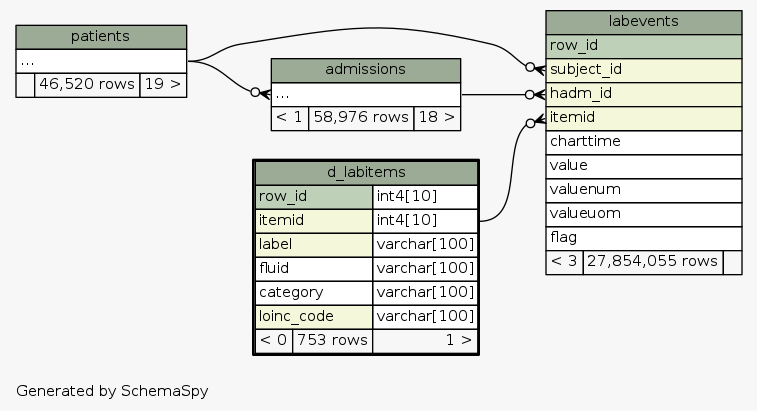 patients
...
46,520 rows 19 >
admissions
...
< 1 58,976 rows 18 >
labevents
row_id
subject_id
hadm_id
itemid
charttime
value
valuenum
valueuom
flag
< 3 27,854,055 rows
d_labitems
row_id int4[10]
itemid int4[10]
label varchar[100]
fluid varchar[100]
category varchar[100]
loinc_code varchar[100]
< 0 753 rows 1 >
Generated by SchemaSpy